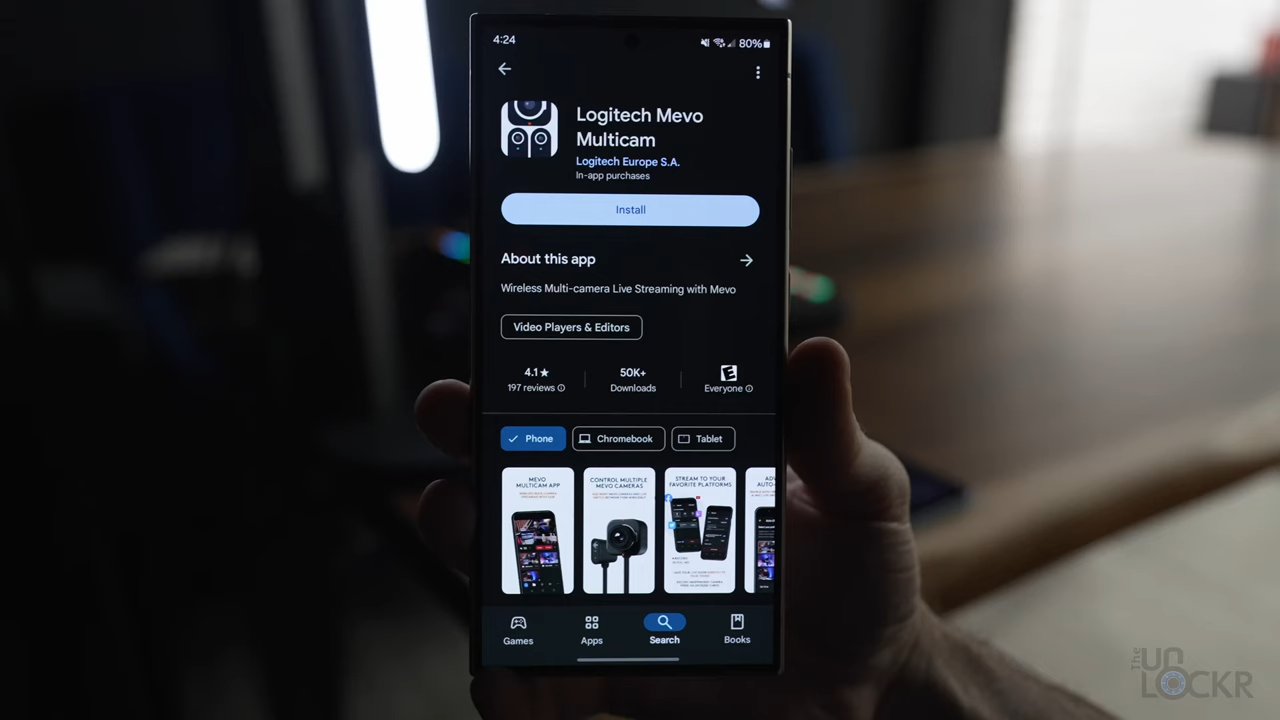 4:24
80%
Logitech Mevo
Multicam
Logitech Europe S.A.
In-app purchases
Install
About this app
Wireless Multi-camera Live Streaming with Mevo
Video Players & Editors
4.1★ 50K+ E
197 reviews Downloads Everyone
Phone Chromebook Tablet
MEVO
MULTICAM APP
CONTROL MULTIPLE
MEVO CAMERAS
STREAM TO YOUR
FAVORITE PLATFORMS
Games Apps Search Books
The
UN
LOCKR